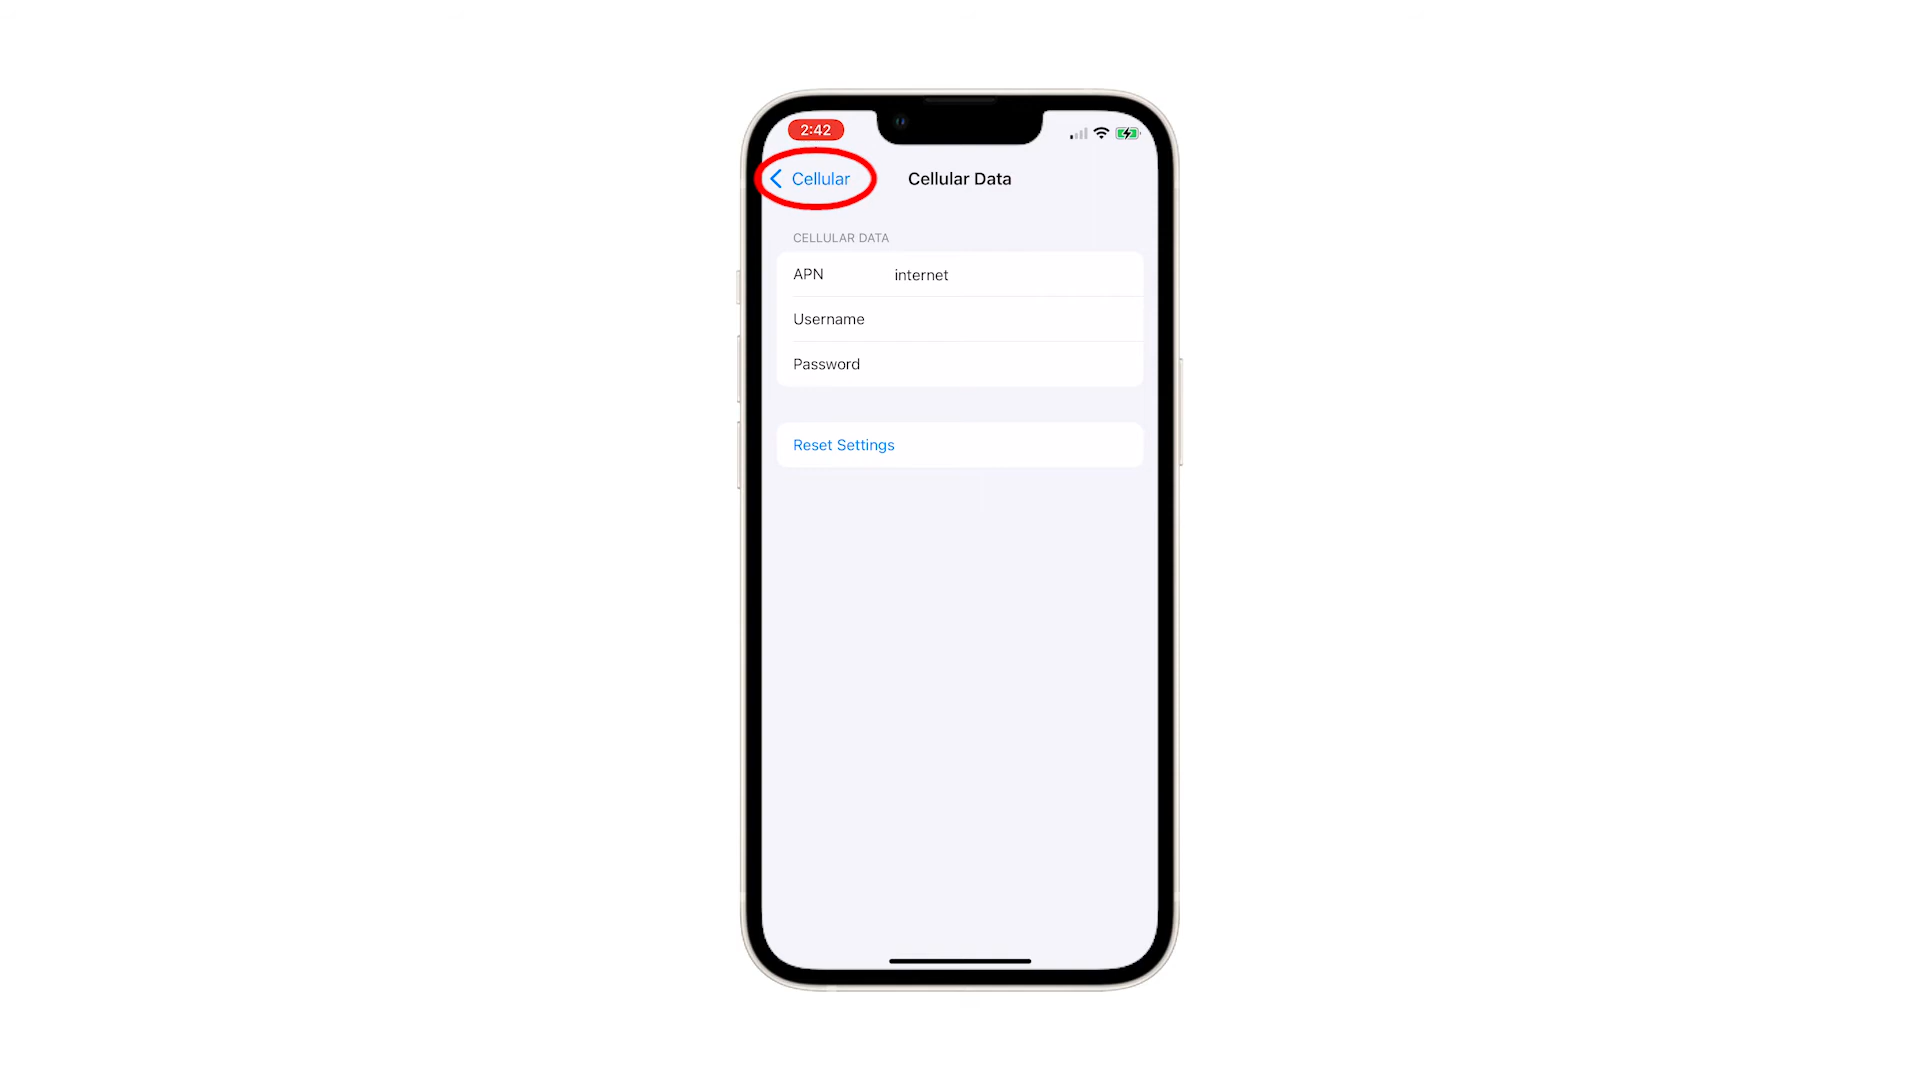 2:42
Cellular
Cellular Data
CELLULAR DATA
APN internet
Username
Password
Reset Settings